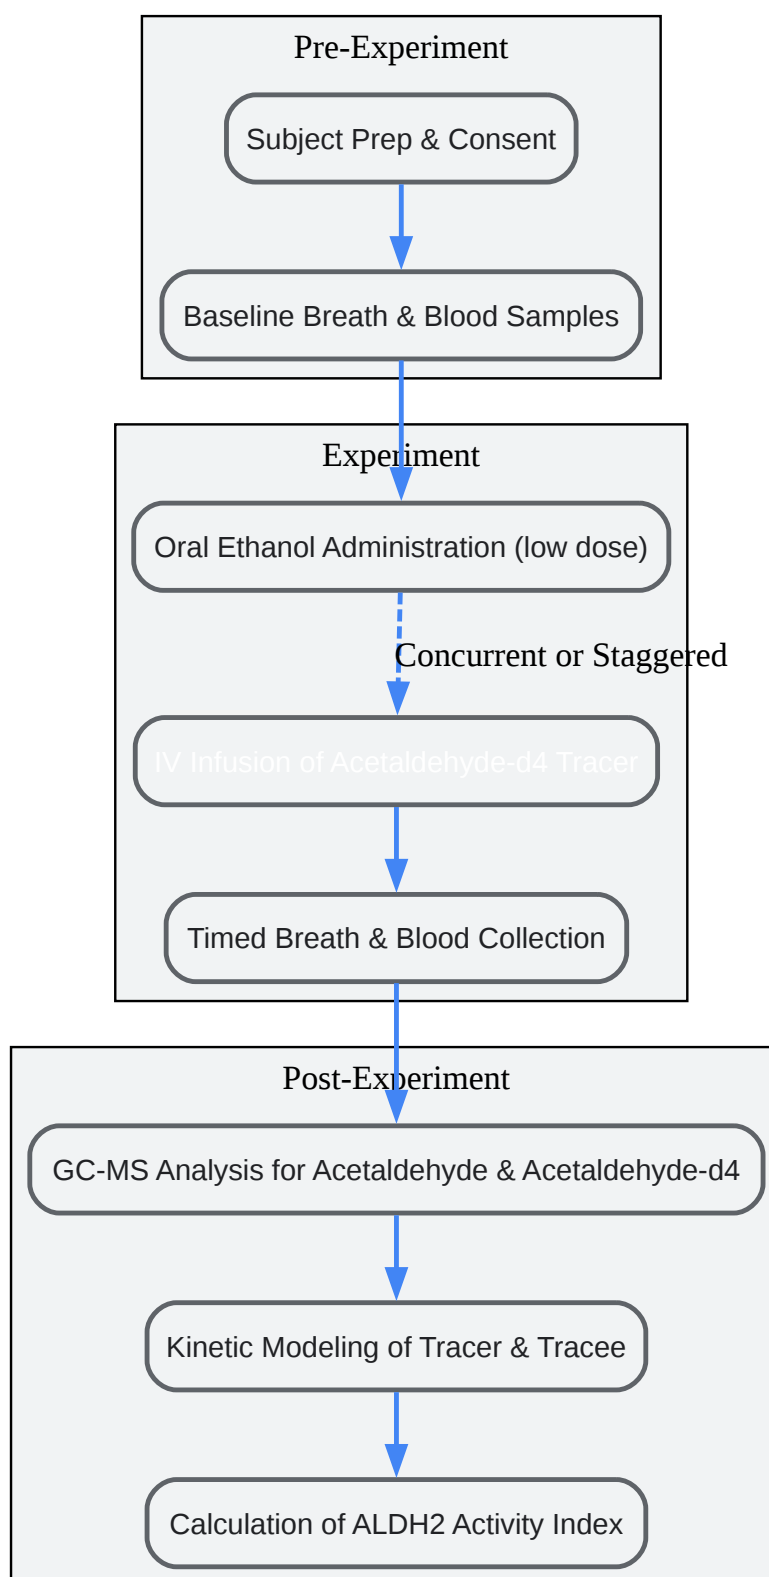 Pre-Experiment
Subject Prep & Consent
Baseline Breath & Blood Samples
Experiment
Oral Ethanol Administration (low dose)
Concurrent or Staggered
IV Infusion of Acetaldehyde-d4 Tracer
Timed Breath & Blood Collection
Post-Experiment
GC-MS Analysis for Acetaldehyde & Acetaldehyde-d4
Kinetic Modeling of Tracer & Tracee
Calculation of ALDH2 Activity Index